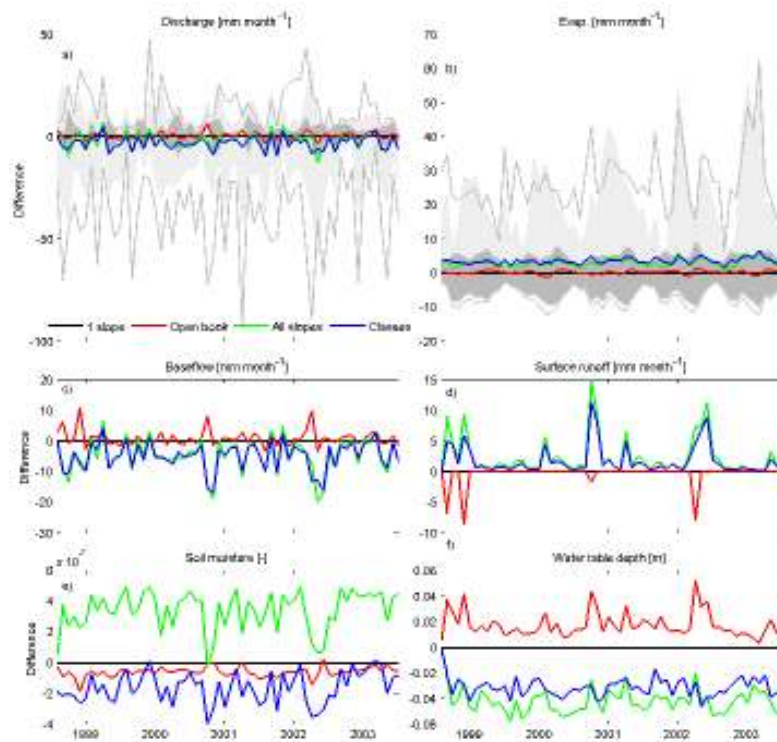 Discharge [mm month⁻¹]
Evap. [mm month⁻¹]
50
0
-50
-100
a)
Difference
70
60
50
40
30
20
10
0
-10
-20
b)
1 slope Open book All slopes Classes
Baseflow [mm month⁻¹]
Surface runoff [mm month⁻¹]
20
10
0
-10
-20
-30
c)
Difference
15
10
5
0
-5
-10
d)
Soil moisture [-]
Water table depth [m]
6
4
2
0
-2
-4
e)
Difference
f)
0.06
0.04
0.02
0
-0.02
-0.04
-0.06
1999 2000 2001 2002 2003
1999 2000 2001 2002 2003